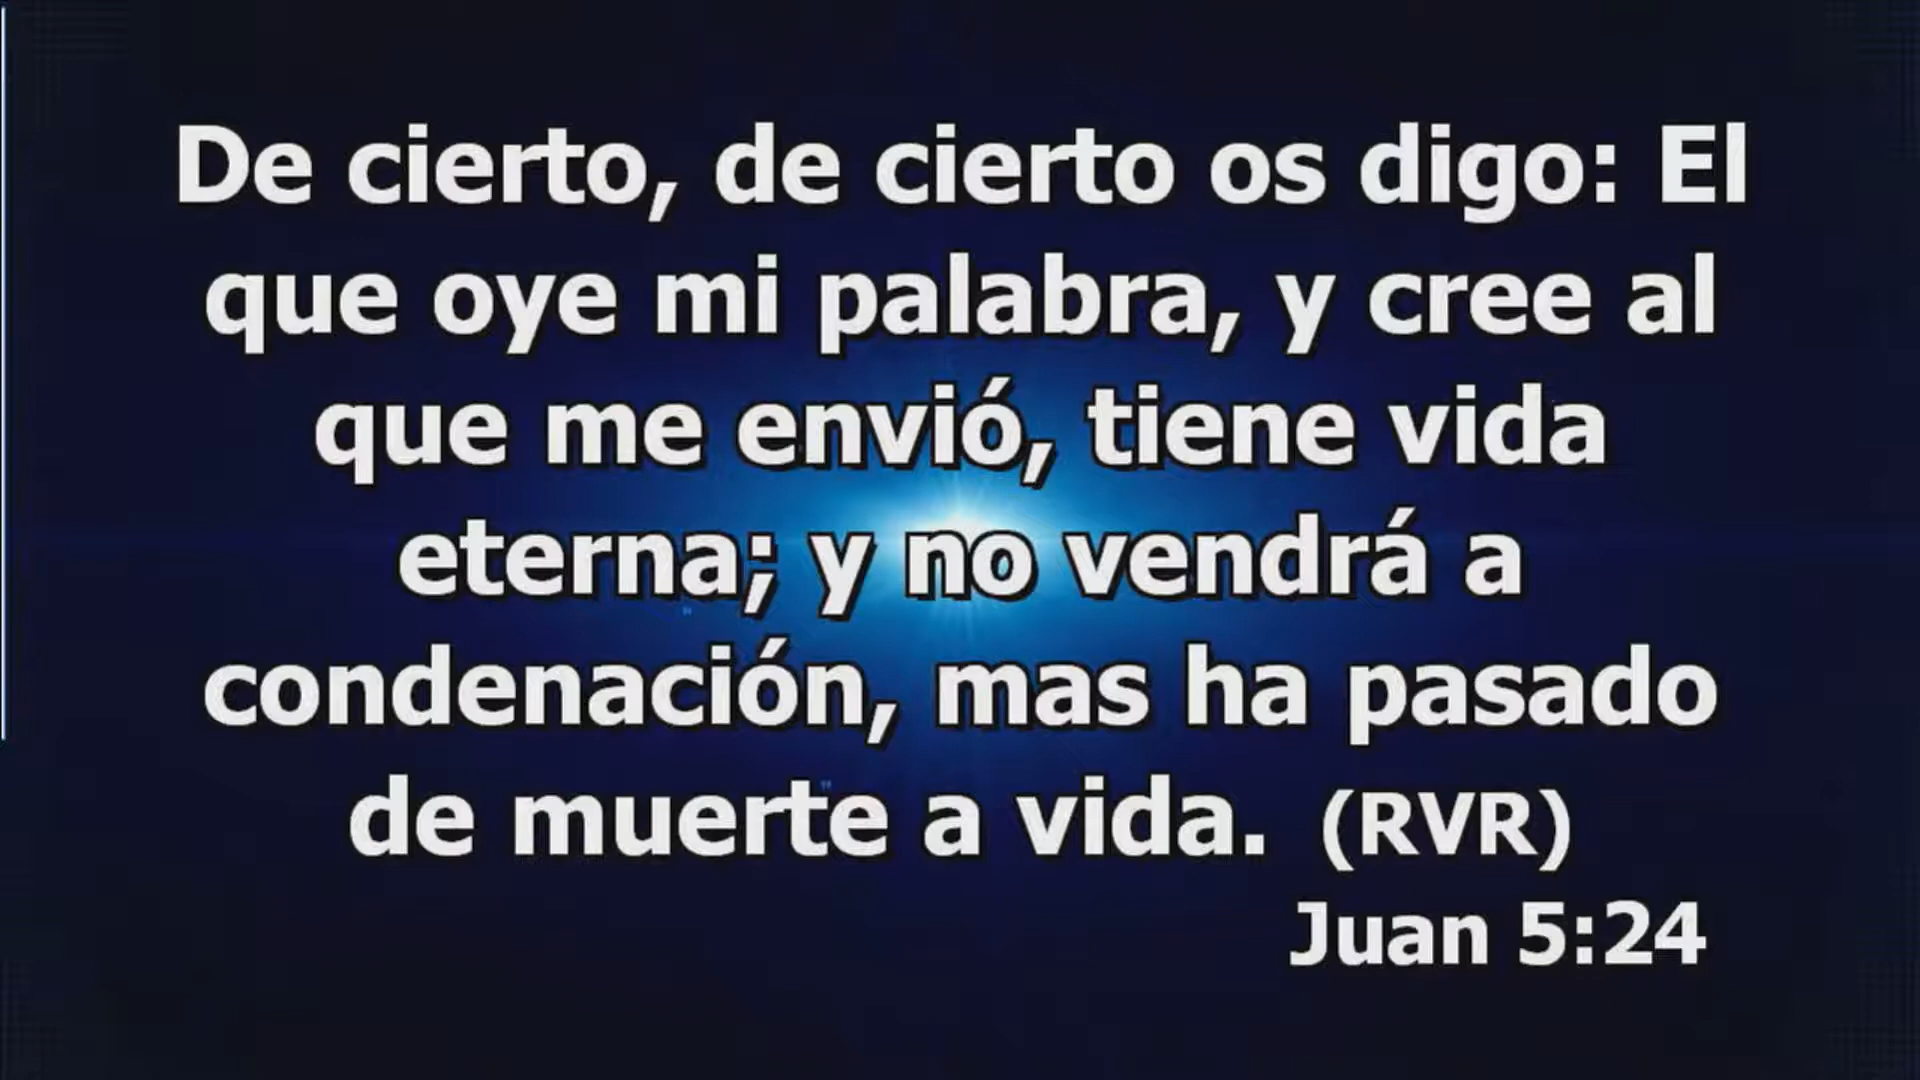 De cierto, de cierto os digo: El
que oye mi palabra, y cree al
que me envió, tiene vida
eterna; y no vendrá a
condenación, mas ha pasado
de muerte a vida. (RVR)
Juan 5:24